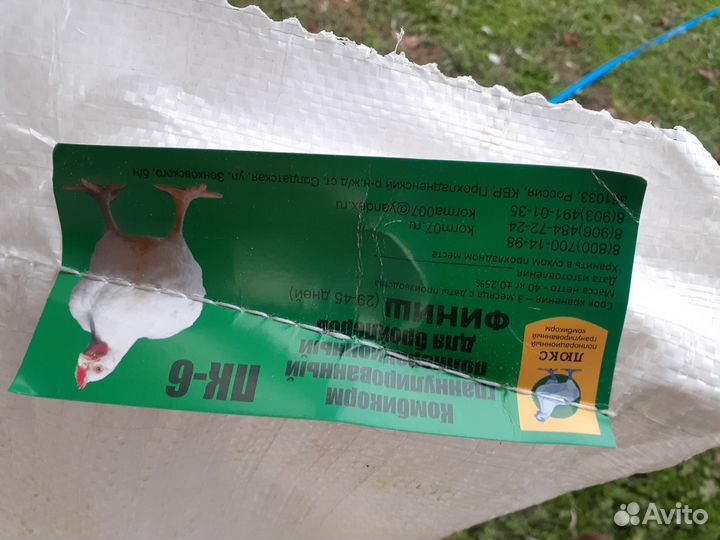 ЛЮКС
полнорационный
гранулированный
комбикорм
Комбикорм
гранулированный
полнорационный
для бройлеров
ПК-6
ФИНИШ (29-45 дней)
Срок хранения – 3 месяца с даты производства
Масса нетто - 40 кг ±0,25%
Дата изготовления
Хранить в сухом прохладном месте
8(800)700-14-98
8(906)484-72-24 korm07.ru
8(903)491-01-35 korma007@yandex.ru
361033, Россия, КБР, Прохладненский р-н,ж/д ст. Солдатская, ул. Зенковского, б/н
Avito